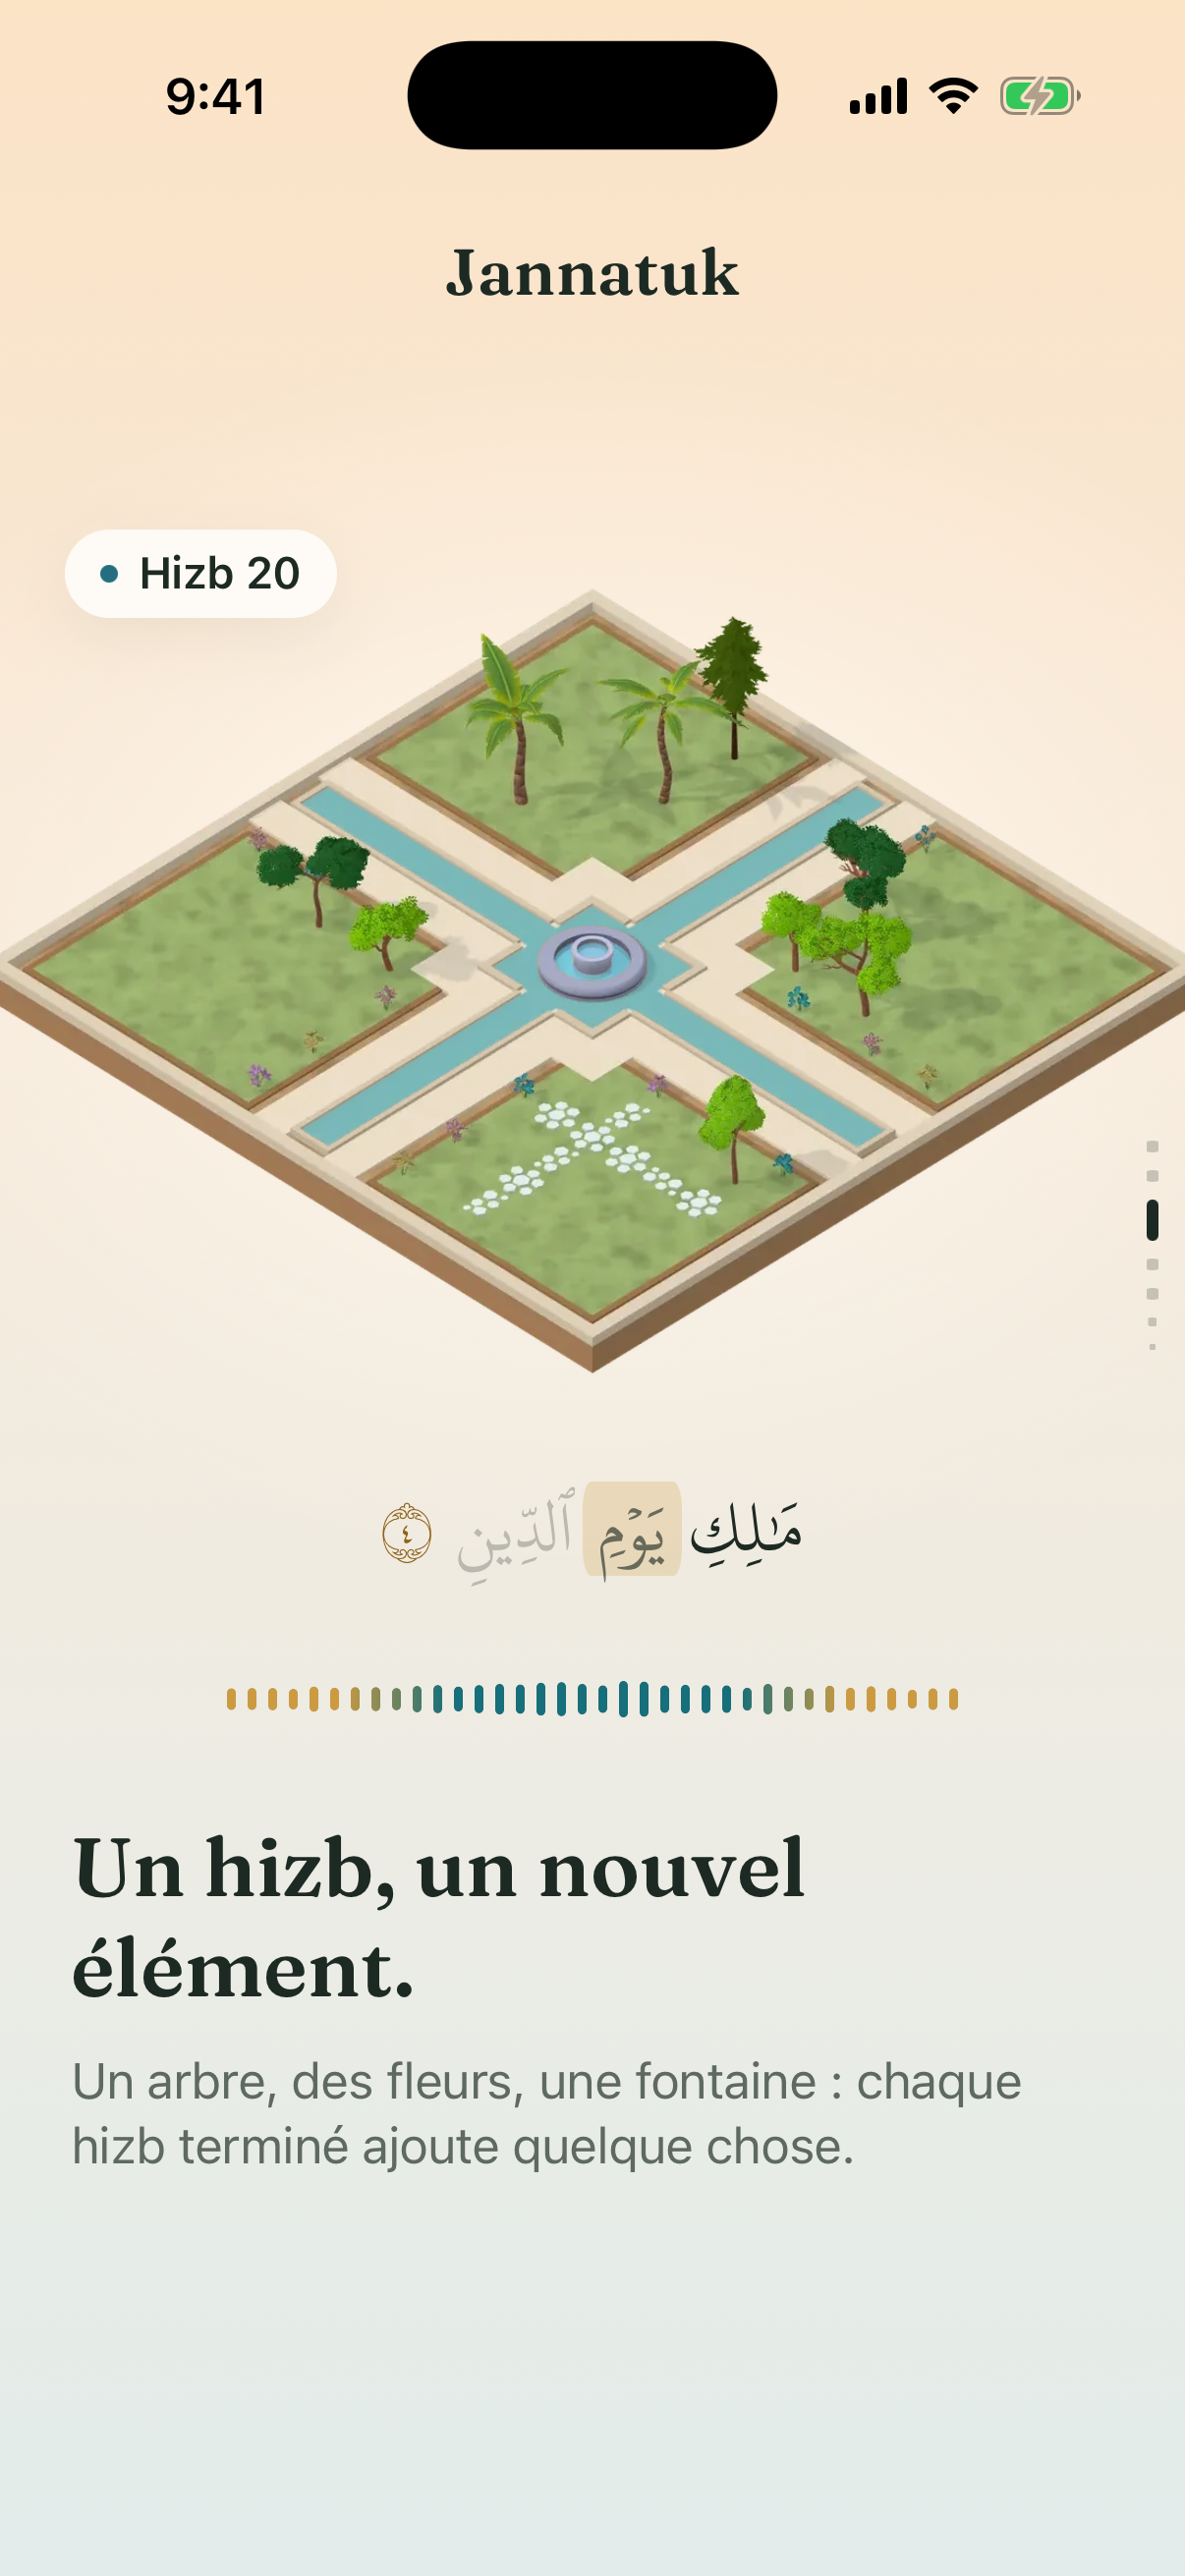 9:41
Jannatuk
Hizb 20
مَـٰلِكِ يَوْمِ ٱلدِّينِ ٤
Un hizb, un nouvel
élément.
Un arbre, des fleurs, une fontaine : chaque
hizb terminé ajoute quelque chose.